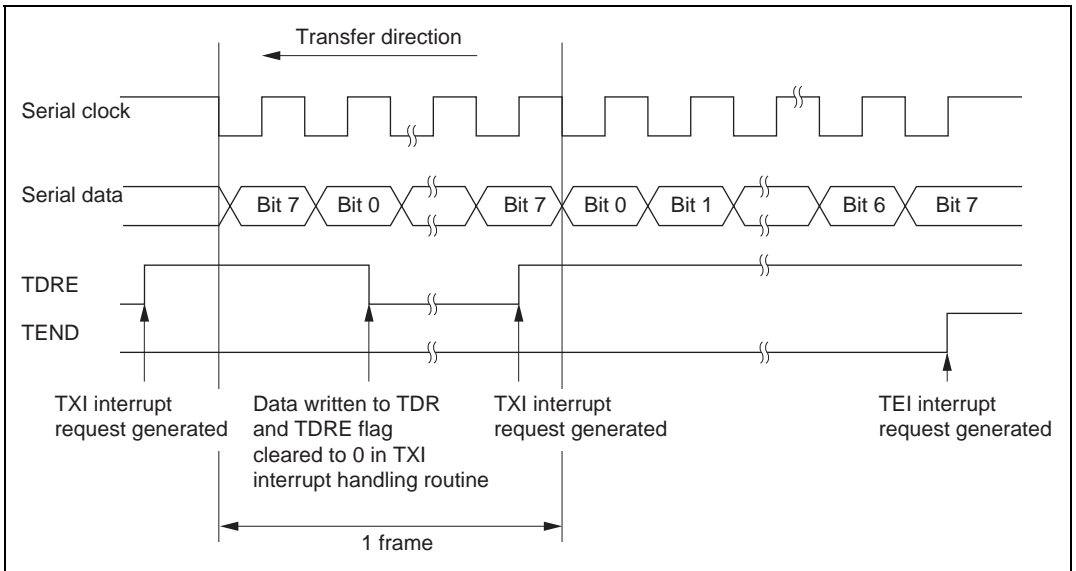 Transfer direction
Serial clock
Serial data
Bit 7 Bit 0 Bit 7 Bit 0 Bit 1 Bit 6 Bit 7
TDRE
TEND
TXI interrupt
request generated
Data written to TDR
and TDRE flag
cleared to 0 in TXI
interrupt handling routine
TXI interrupt
request generated
TEI interrupt
request generated
1 frame